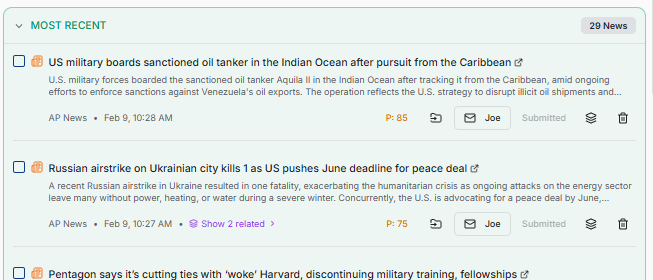 MOST RECENT
29 News
US military boards sanctioned oil tanker in the Indian Ocean after pursuit from the Caribbean
U.S. military forces boarded the sanctioned oil tanker Aquila II in the Indian Ocean after tracking it from the Caribbean, amid ongoing
efforts to enforce sanctions against Venezuela's oil exports. The operation reflects the U.S. strategy to disrupt illicit oil shipments and...
AP News • Feb 9, 10:28 AM
P: 85
Joe
Submitted
Russian airstrike on Ukrainian city kills 1 as US pushes June deadline for peace deal
A recent Russian airstrike in Ukraine resulted in one fatality, exacerbating the humanitarian crisis as ongoing attacks on the energy sector
leave many without power, heating, or water during a severe winter. Concurrently, the U.S. is advocating for a peace deal by June,...
AP News • Feb 9, 10:27 AM • Show 2 related >
P: 75
Joe
Submitted
Pentagon says it's cutting ties with ‘woke’ Harvard, discontinuing military training, fellowships